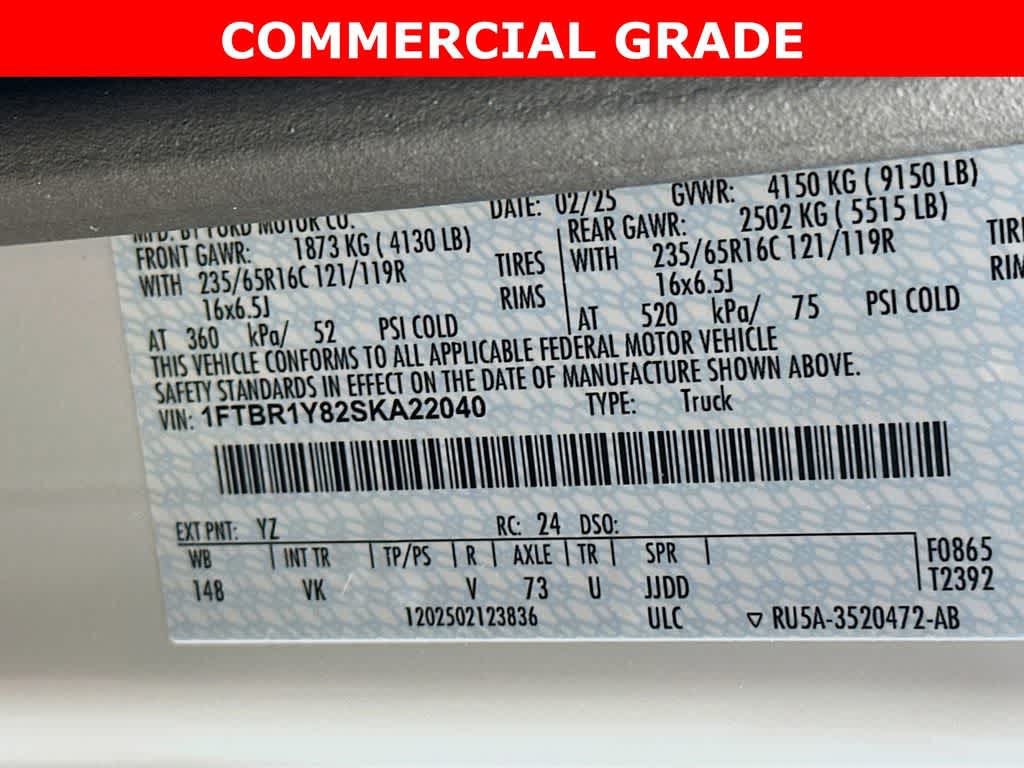 COMMERCIAL GRADE
MFD. BY FORD MOTOR CO. DATE: 02/25 GVWR: 4150 KG ( 9150 LB)
FRONT GAWR: 1873 KG ( 4130 LB) REAR GAWR: 2502 KG ( 5515 LB)
WITH 235/65R16C 121/119R TIRES WITH 235/65R16C 121/119R
16x6.5J RIMS 16x6.5J
AT 360 kPa/ 52 PSI COLD AT 520 kPa/ 75 PSI COLD
THIS VEHICLE CONFORMS TO ALL APPLICABLE FEDERAL MOTOR VEHICLE
SAFETY STANDARDS IN EFFECT ON THE DATE OF MANUFACTURE SHOWN ABOVE.
VIN: 1FTBR1Y82SKA22040 TYPE: Truck
EXT PNT: YZ RC: 24 DSO:
WB INT TR TP/PS R AXLE TR SPR F0865
148 VK V 73 U JJDD T2392
1202502123836 ULC RU5A-3520472-AB